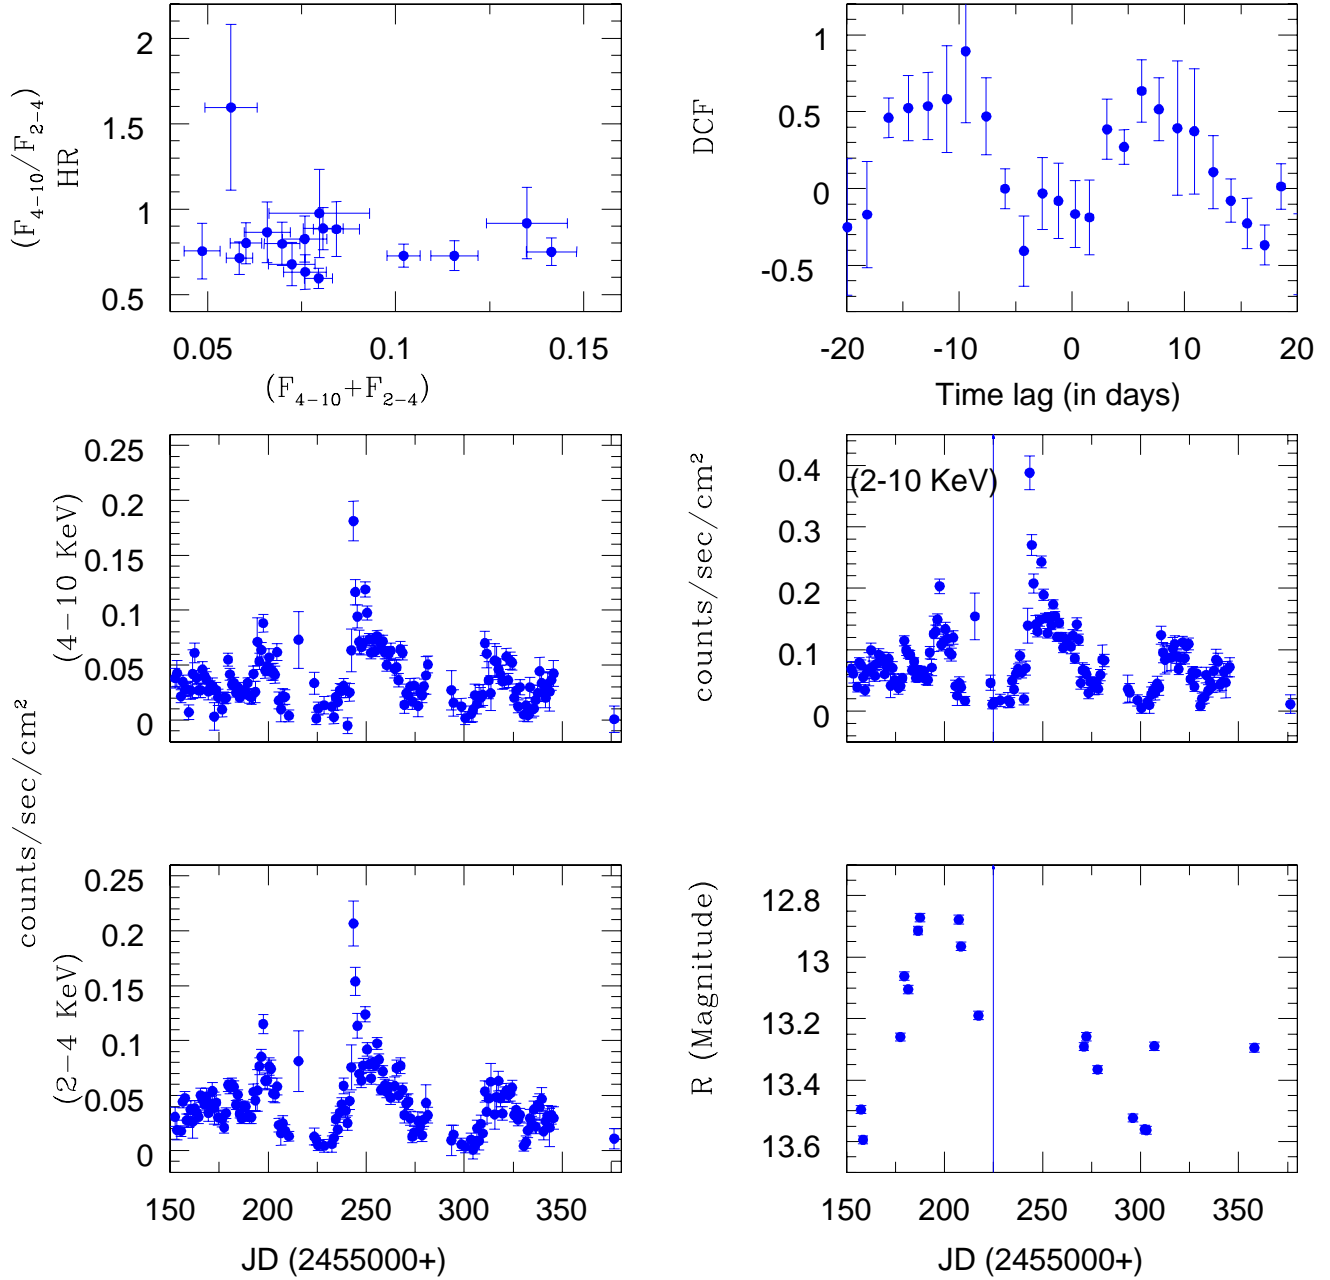 2
1.5
1
0.5
(F4−10/F2−4)
HR
0.05 0.1 0.15
(F4−10+F2−4)
1
0.5
0
-0.5
DCF
-20 -10 0 10 20
Time lag (in days)
0.25
0.2
0.15
0.1
0.05
0
(4−10 KeV)
counts/sec/cm²
0.4
0.3
0.2
0.1
0
counts/sec/cm²
(2-10 KeV)
0.25
0.2
0.15
0.1
0.05
0
(2−4 KeV)
150 200 250 300 350
JD (2455000+)
12.8
13
13.2
13.4
13.6
R (Magnitude)
150 200 250 300 350
JD (2455000+)